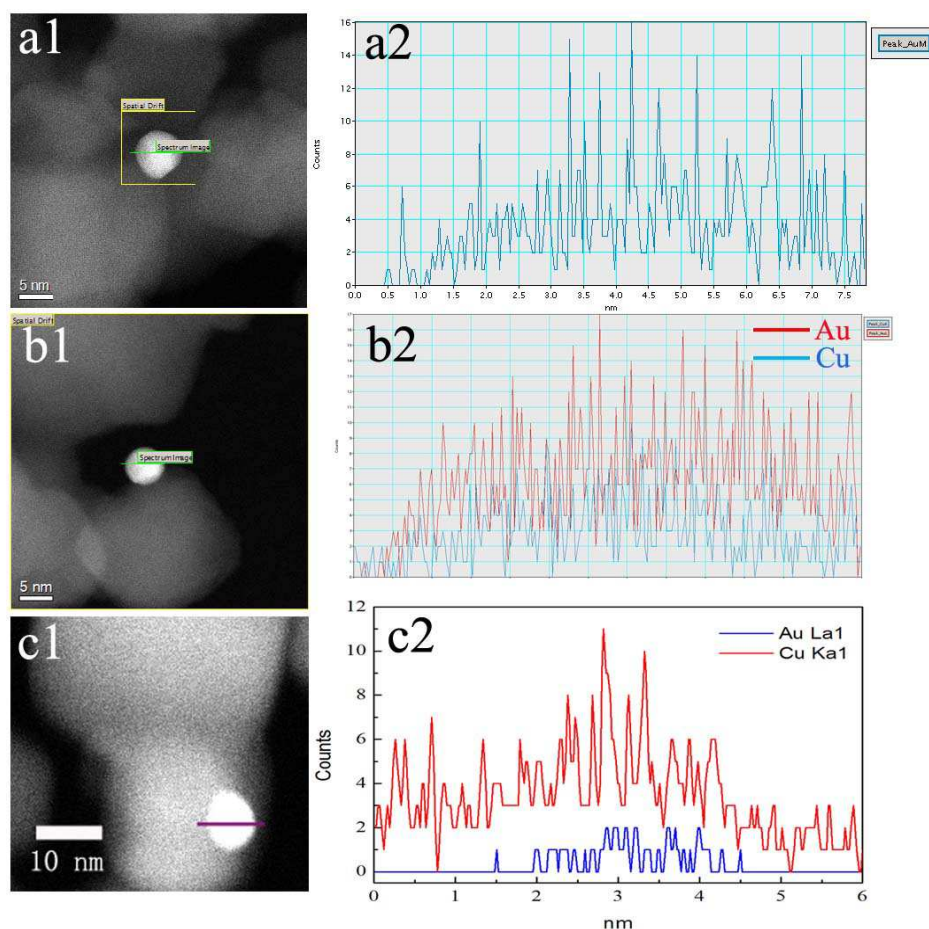 a1
Spatial Drift
Spectrum Image
5 nm
a2
16
14
12
10
8
6
4
2
0
Counts
0.0 0.5 1.0 1.5 2.0 2.5 3.0 3.5 4.0 4.5 5.0 5.5 6.0 6.5 7.0 7.5
nm
Peak_AuM
b1
Spatial Drift
Spectrum Image
5 nm
b2
Au
Cu
c1
10 nm
c2
Au La1
Cu Ka1
12
10
8
6
4
2
0
Counts
0 1 2 3 4 5 6
nm